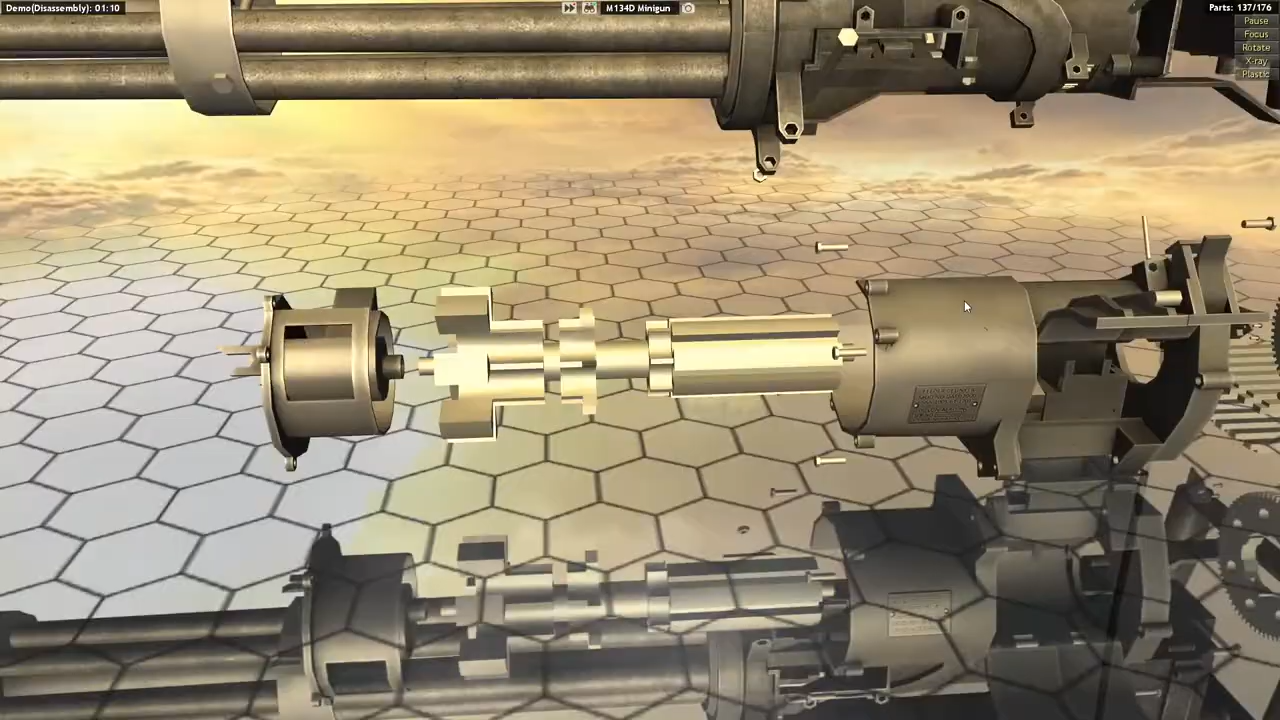 Demo(Disassembly): 01:10
M134D Minigun
Parts: 137/176
Pause
Focus
Rotate
X-ray
Plastic